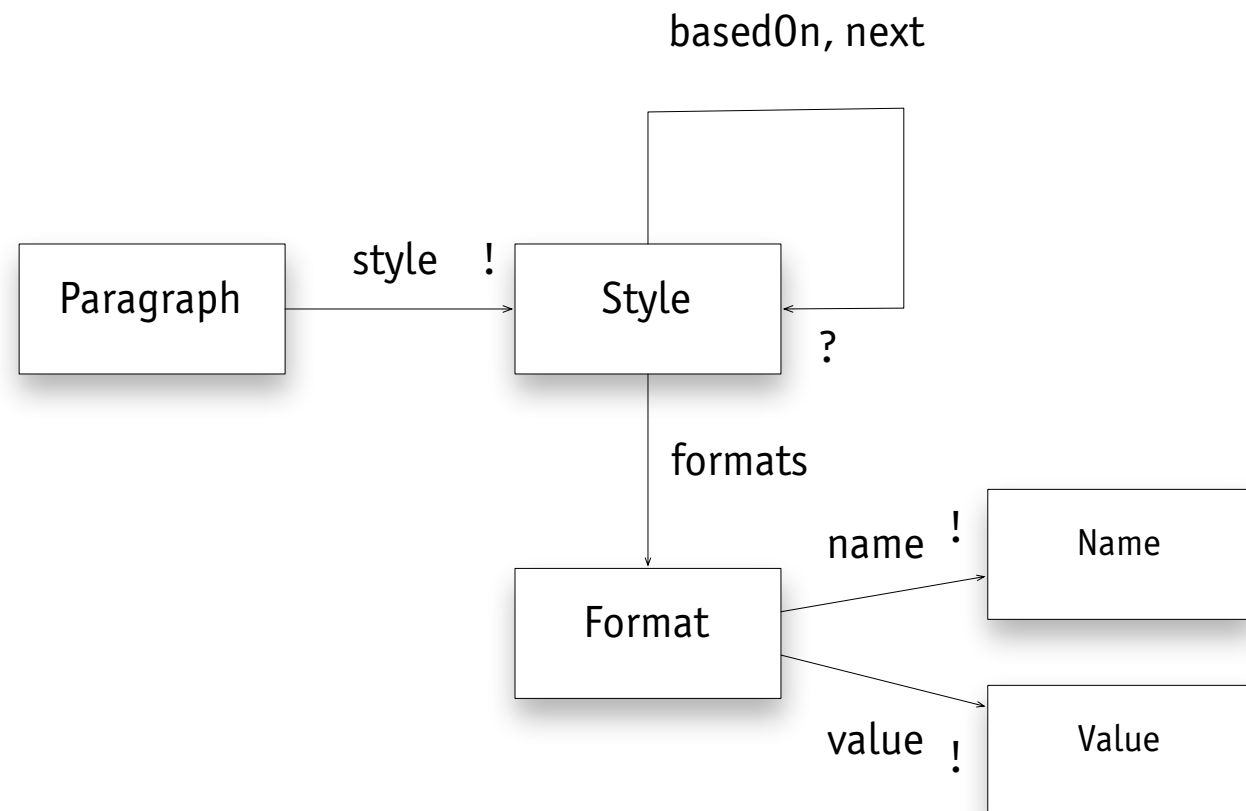 basedOn, next
style !
Paragraph
Style
?
formats
name !
Name
Format
value !
Value